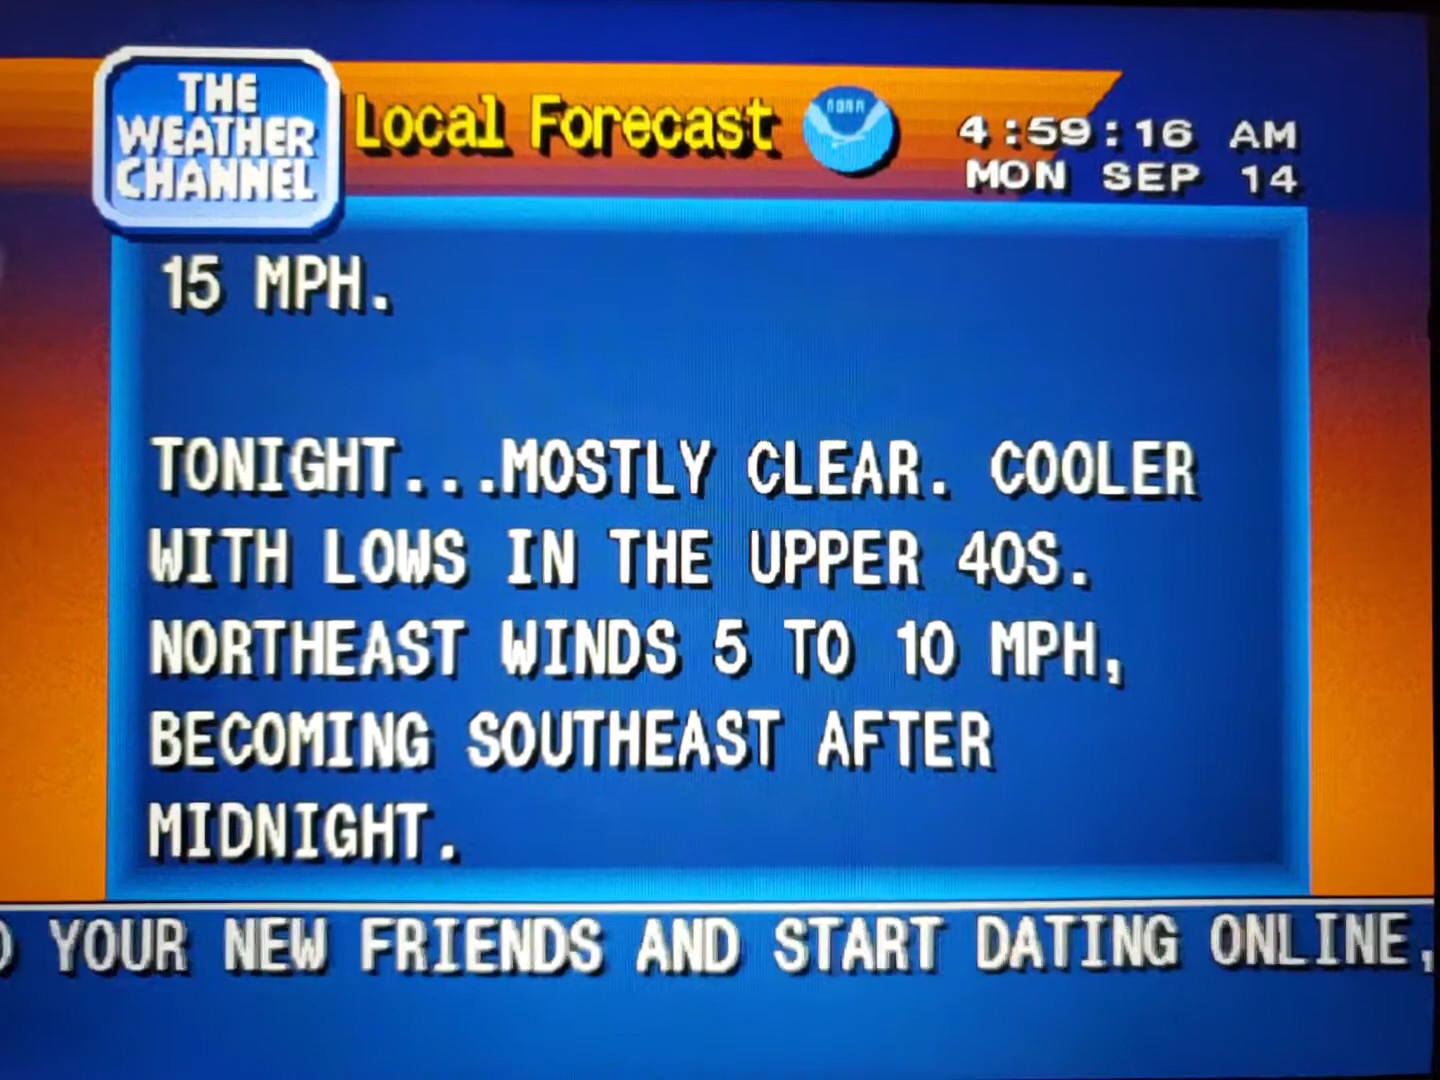 THE
WEATHER
CHANNEL
Local Forecast
NOAA
4:59:16 AM
MON SEP 14
15 MPH.
TONIGHT...MOSTLY CLEAR. COOLER
WITH LOWS IN THE UPPER 40S.
NORTHEAST WINDS 5 TO 10 MPH,
BECOMING SOUTHEAST AFTER
MIDNIGHT.
YOUR NEW FRIENDS AND START DATING ONLINE,